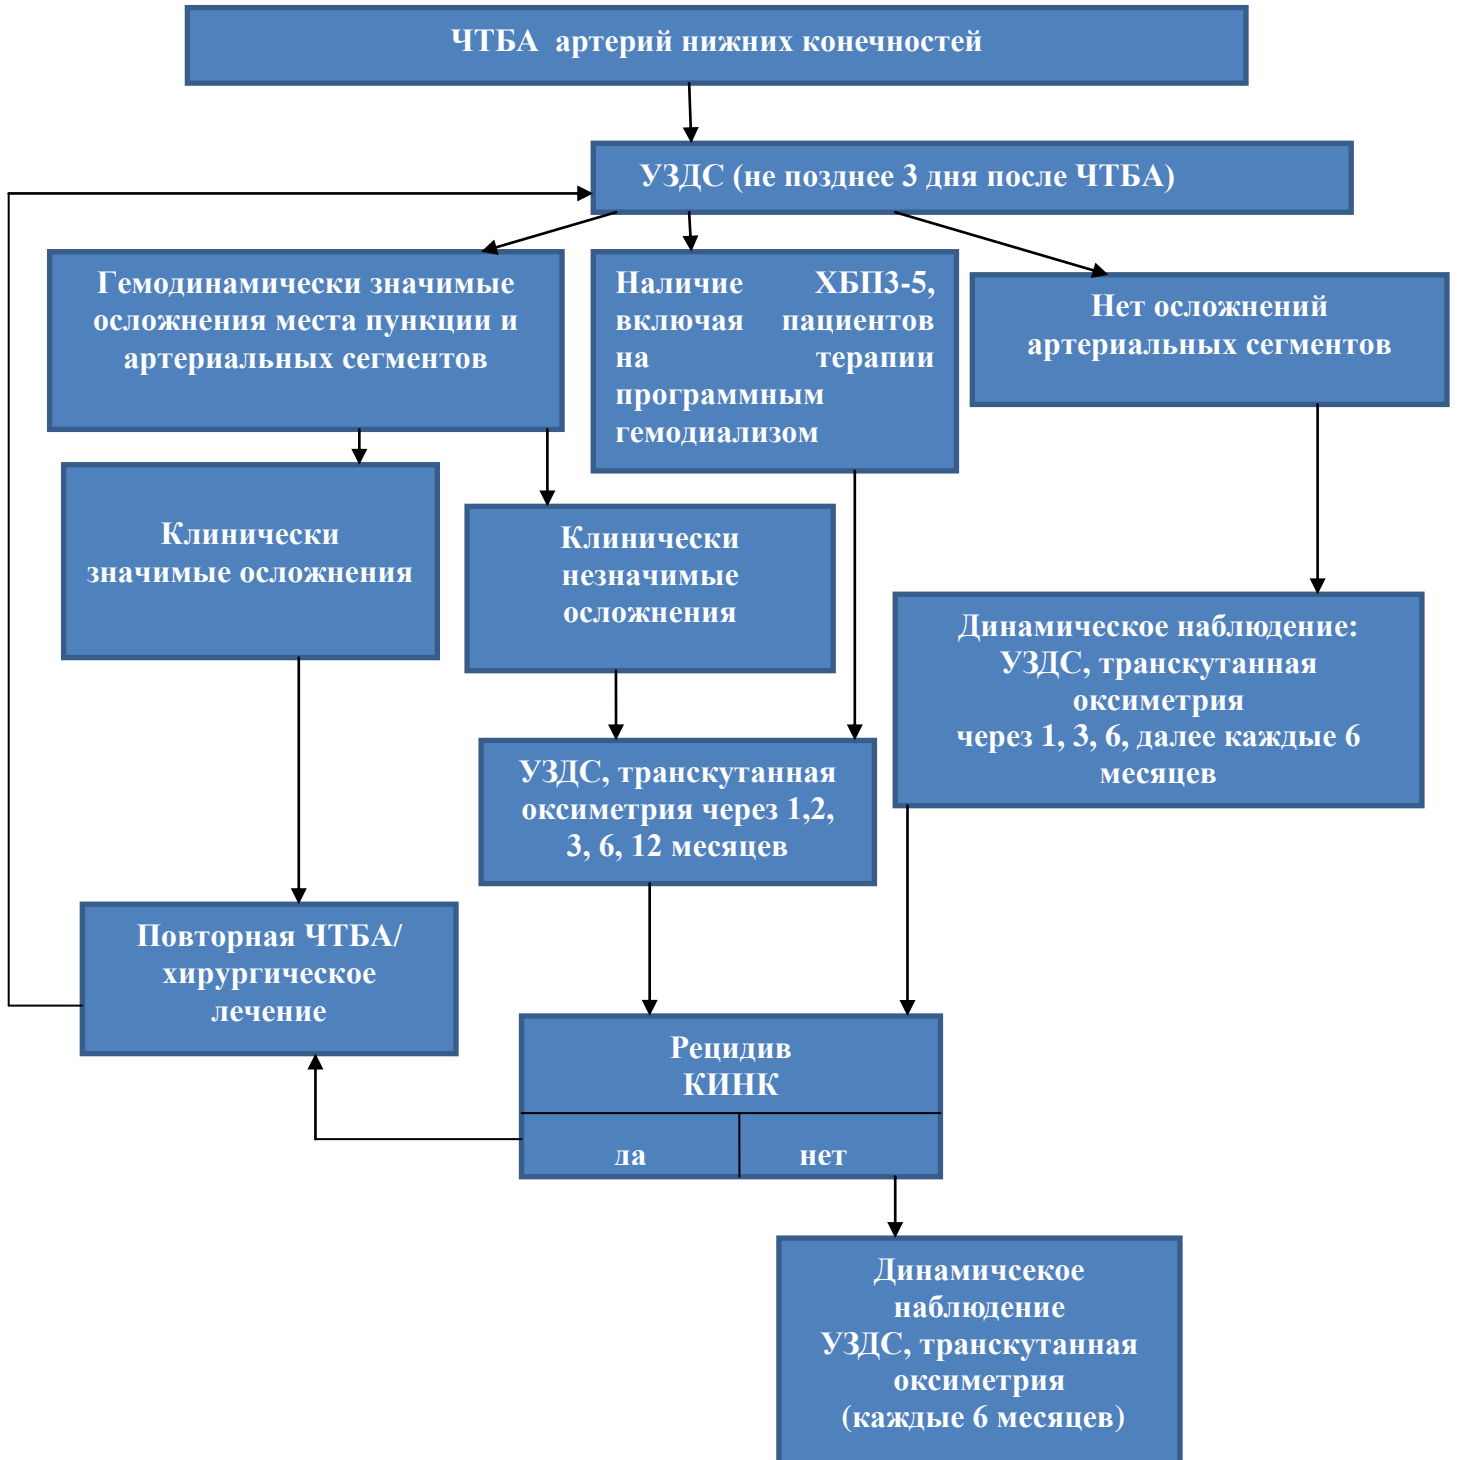 ЧТБА артерий нижних конечностей
УЗДС (не позднее 3 дня после ЧТБА)
Гемодинамически значимые
осложнения места пункции и
артериальных сегментов
Наличие ХБП3-5,
включая пациентов
на терапии
программным
гемодиализом
Нет осложнений
артериальных сегментов
Клинически
значимые осложнения
Клинически
незначимые
осложнения
Динамическое наблюдение:
УЗДС, транскутанная
оксиметрия
через 1, 3, 6, далее каждые 6
месяцев
УЗДС, транскутанная
оксиметрия через 1,2,
3, 6, 12 месяцев
Повторная ЧТБА/
хирургическое
лечение
Рецидив
КИНК
да нет
Динамичсекое
наблюдение
УЗДС, транскутанная
оксиметрия
(каждые 6 месяцев)